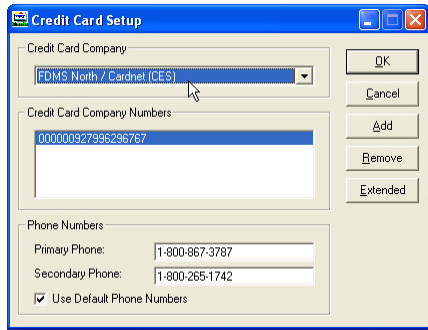 Credit Card Setup
Credit Card Company
FDMS North / Cardnet (CES)
Credit Card Company Numbers
000000927996296767
Phone Numbers
Primary Phone: 1-800-867-3787
Secondary Phone: 1-800-265-1742
Use Default Phone Numbers
OK
Cancel
Add
Remove
Extended